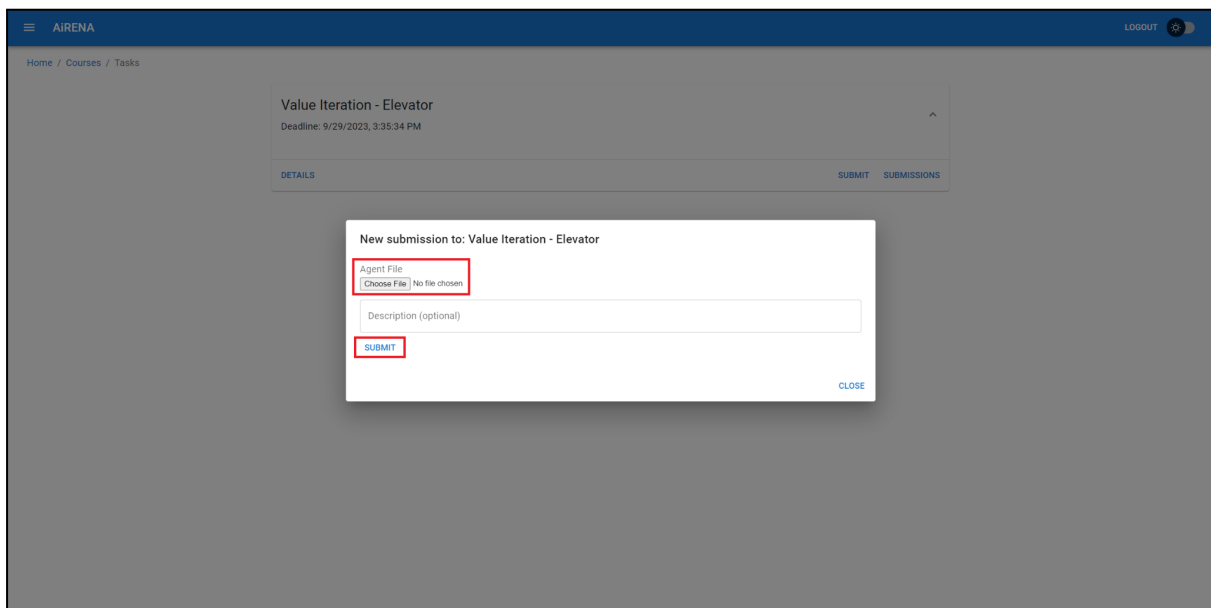 AiRENA
LOGOUT
Home / Courses / Tasks
Value Iteration - Elevator
Deadline: 9/29/2023, 3:35:34 PM
DETAILS
SUBMIT SUBMISSIONS
New submission to: Value Iteration - Elevator
Agent File
Choose File No file chosen
Description (optional)
SUBMIT
CLOSE